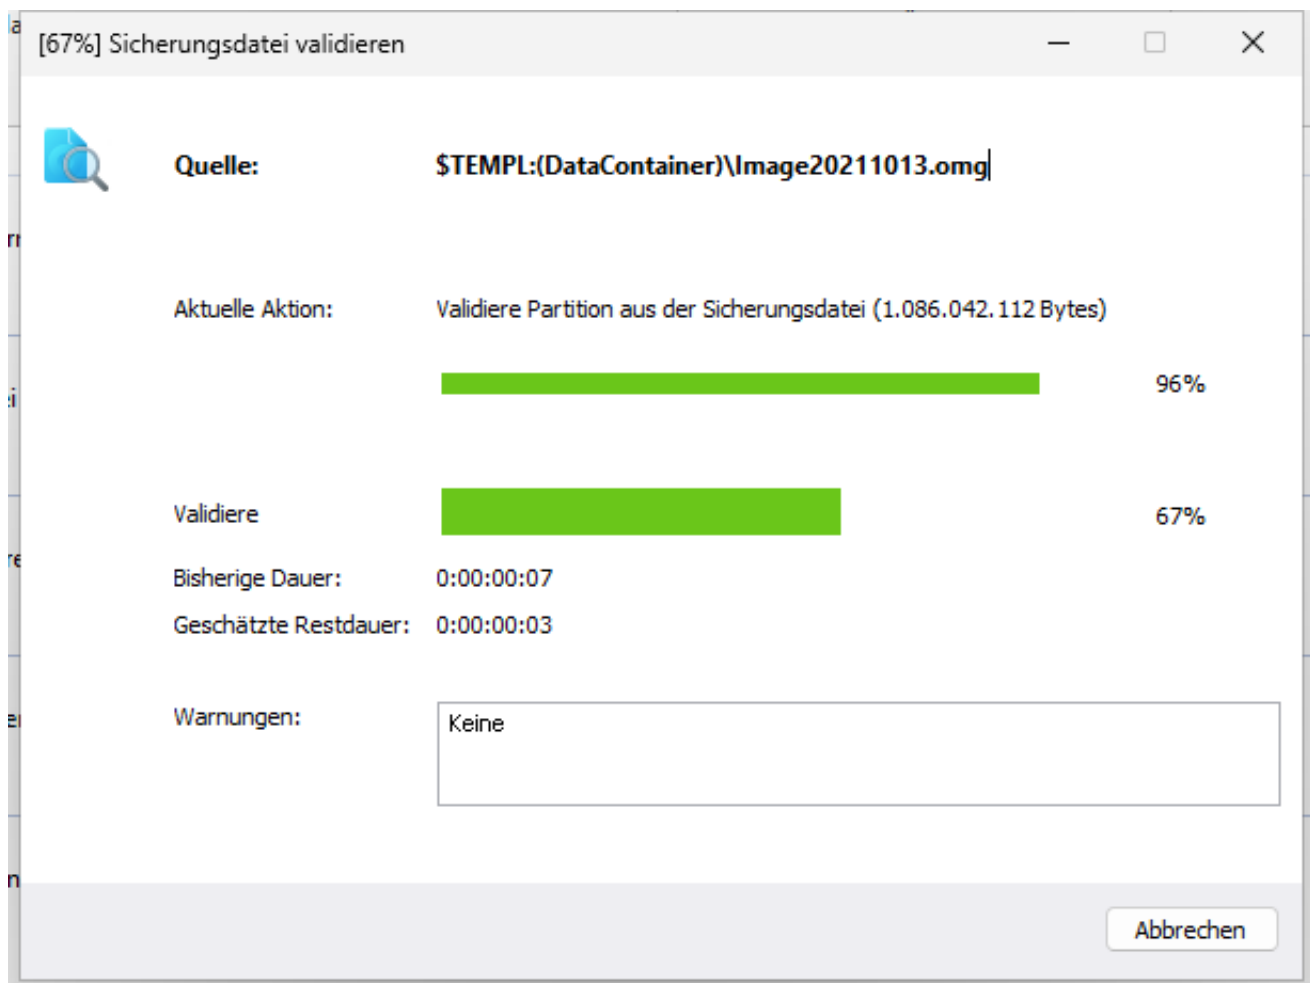 [67%] Sicherungsdatei validieren
Quelle: $TEMPL:(DataContainer)\Image20211013.omg
Aktuelle Aktion: Validiere Partition aus der Sicherungsdatei (1.086.042.112 Bytes)
96%
Validiere 67%
Bisherige Dauer: 0:00:00:07
Geschätzte Restdauer: 0:00:00:03
Warnungen: Keine
Abbrechen